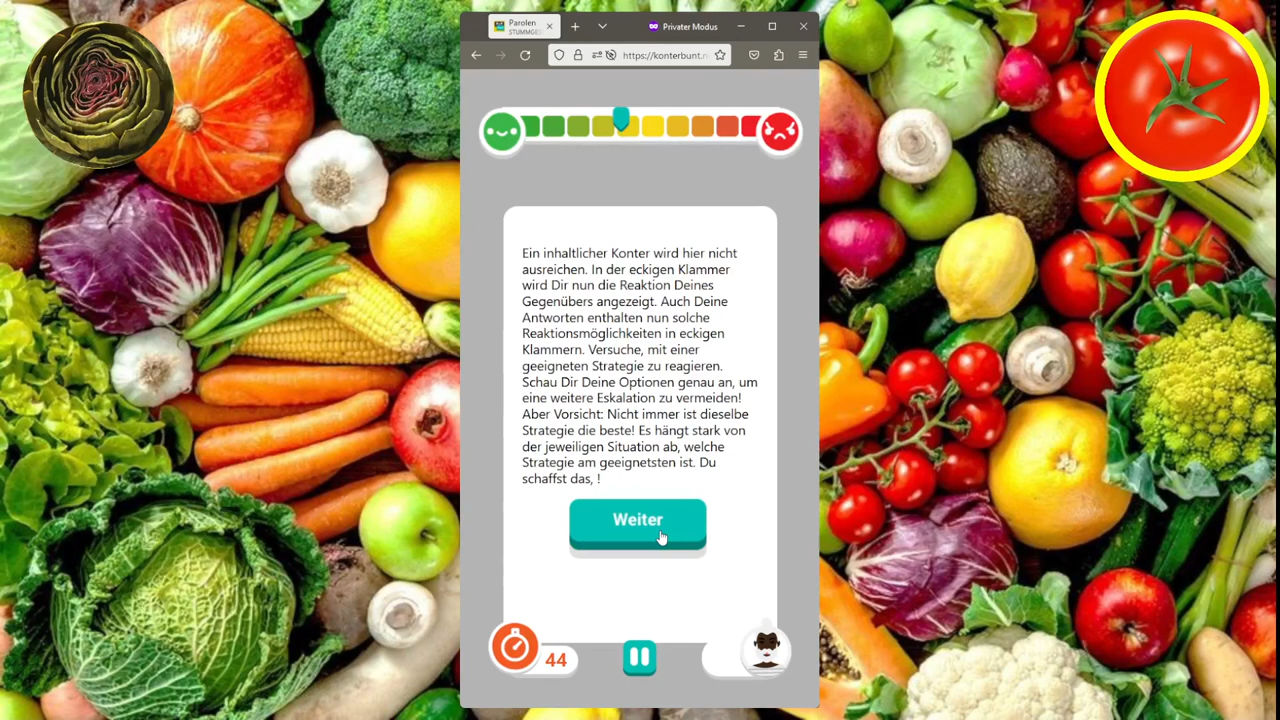 Parolen
STUMMGES
Privater Modus
https://konterbunt.
Ein inhaltlicher Konter wird hier nicht
ausreichen. In der eckigen Klammer
wird Dir nun die Reaktion Deines
Gegenübers angezeigt. Auch Deine
Antworten enthalten nun solche
Reaktionsmöglichkeiten in eckigen
Klammern. Versuche, mit einer
geeigneten Strategie zu reagieren.
Schau Dir Deine Optionen genau an, um
eine weitere Eskalation zu vermeiden!
Aber Vorsicht: Nicht immer ist dieselbe
Strategie die beste! Es hängt stark von
der jeweiligen Situation ab, welche
Strategie am geeignetsten ist. Du
schaffst das, !
Weiter
44